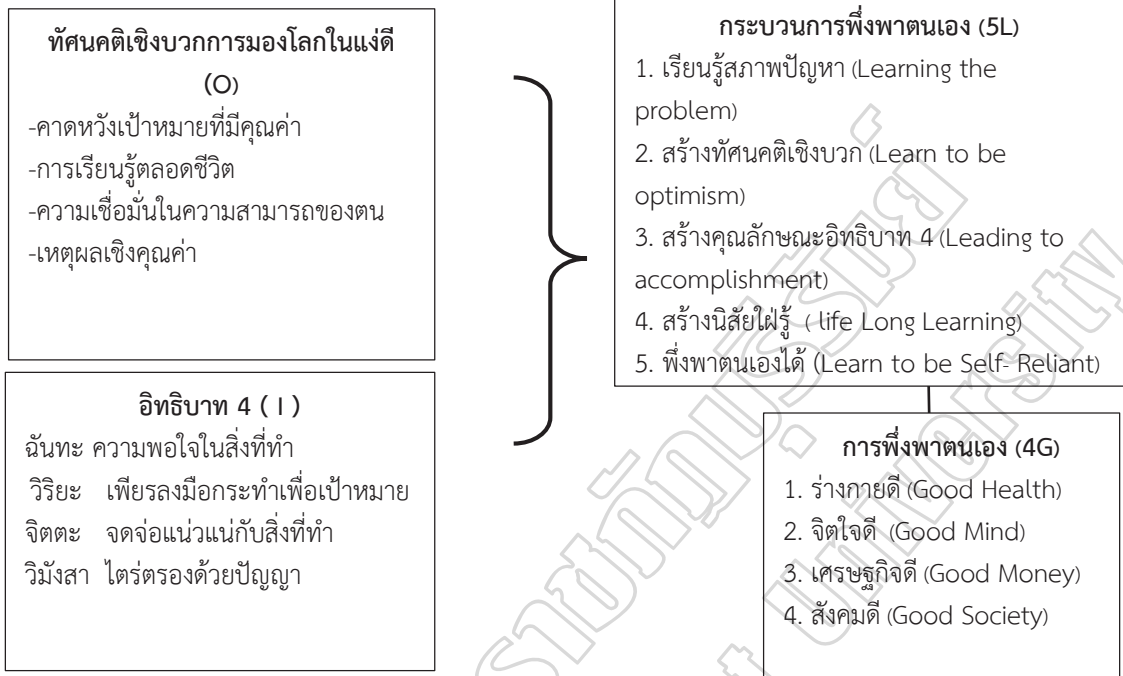 ทัศนคติเชิงบวกการมองโลกในแง่ดี
(O)
-คาดหวังเป้าหมายที่มีคุณค่า
-การเรียนรู้ตลอดชีวิต
-ความเชื่อมั่นในความสามารถของตน
-เหตุผลเชิงคุณค่า
อิทธิบาท 4 ( I )
ฉันทะ ความพอใจในสิ่งที่ทำ
วิริยะ เพียรลงมือกระทำเพื่อเป้าหมาย
จิตตะ จดจ่อแน่วแน่กับสิ่งที่ทำ
วิมังสา ไตร่ตรองด้วยปัญญา
กระบวนการพึ่งพาตนเอง (5L)
1. เรียนรู้สภาพปัญหา (Learning the
problem)
2. สร้างทัศนคติเชิงบวก (Learn to be
optimism)
3. สร้างคุณลักษณะอิทธิบาท 4 (Leading to
accomplishment)
4. สร้างนิสัยใฝ่รู้ ( life Long Learning)
5. พึ่งพาตนเองได้ (Learn to be Self- Reliant)
การพึ่งพาตนเอง (4G)
1. ร่างกายดี (Good Health)
2. จิตใจดี (Good Mind)
3. เศรษฐกิจดี (Good Money)
4. สังคมดี (Good Society)
University